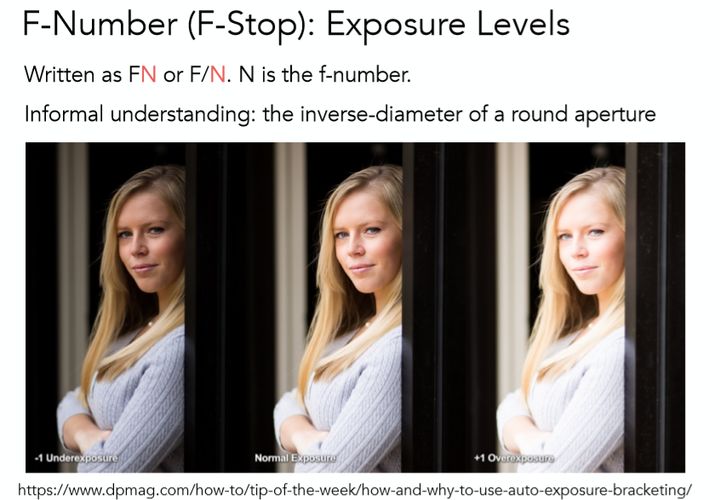 F-Number (F-Stop): Exposure Levels
Written as FN or F/N. N is the f-number.
Informal understanding: the inverse-diameter of a round aperture
-1 Underexposure
Normal Exposure
+1 Overexposure
https://www.dpmag.com/how-to/tip-of-the-week/how-and-why-to-use-auto-exposure-bracketing/